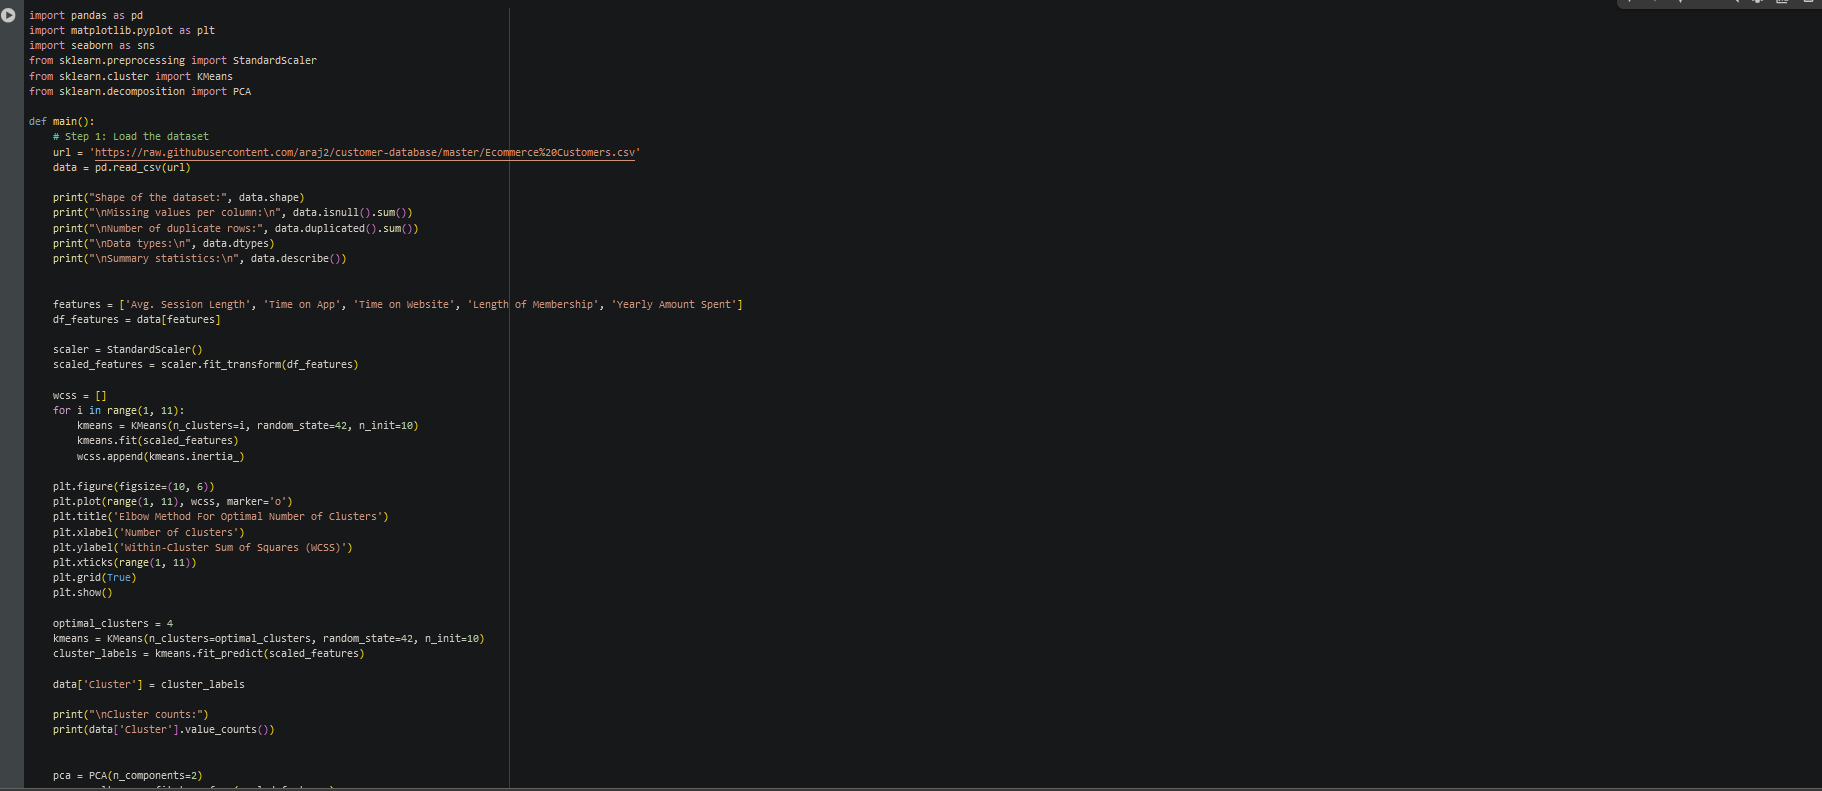 import pandas as pd
import matplotlib.pyplot as plt
import seaborn as sns
from sklearn.preprocessing import StandardScaler
from sklearn.cluster import KMeans
from sklearn.decomposition import PCA

def main():
    # Step 1: Load the dataset
    url = 'https://raw.githubusercontent.com/araj2/customer-database/master/Ecommerce%20Customers.csv'
    data = pd.read_csv(url)

    print("Shape of the dataset:", data.shape)
    print("\nMissing values per column:\n", data.isnull().sum())
    print("\nNumber of duplicate rows:", data.duplicated().sum())
    print("\nData types:\n", data.dtypes)
    print("\nSummary statistics:\n", data.describe())


    features = ['Avg. Session Length', 'Time on App', 'Time on Website', 'Length of Membership', 'Yearly Amount Spent']
    df_features = data[features]

    scaler = StandardScaler()
    scaled_features = scaler.fit_transform(df_features)

    wcss = []
    for i in range(1, 11):
        kmeans = KMeans(n_clusters=i, random_state=42, n_init=10)
        kmeans.fit(scaled_features)
        wcss.append(kmeans.inertia_)

    plt.figure(figsize=(10, 6))
    plt.plot(range(1, 11), wcss, marker='o')
    plt.title('Elbow Method For Optimal Number of Clusters')
    plt.xlabel('Number of clusters')
    plt.ylabel('Within-Cluster Sum of Squares (WCSS)')
    plt.xticks(range(1, 11))
    plt.grid(True)
    plt.show()

    optimal_clusters = 4
    kmeans = KMeans(n_clusters=optimal_clusters, random_state=42, n_init=10)
    cluster_labels = kmeans.fit_predict(scaled_features)

    data['Cluster'] = cluster_labels

    print("\nCluster counts:")
    print(data['Cluster'].value_counts())


    pca = PCA(n_components=2)